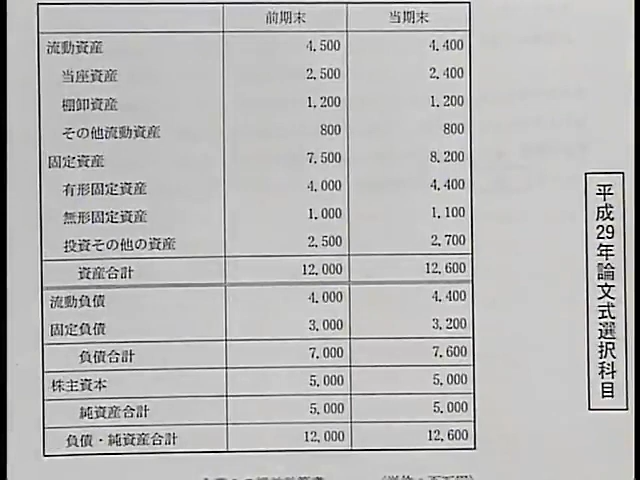 前期末 当期末
流動資産 4,500 4,400
当座資産 2,500 2,400
棚卸資産 1,200 1,200
その他流動資産 800 800
固定資産 7,500 8,200
有形固定資産 4,000 4,400
無形固定資産 1,000 1,100
投資その他の資産 2,500 2,700
資産合計 12,000 12,600
流動負債 4,000 4,400
固定負債 3,000 3,200
負債合計 7,000 7,600
株主資本 5,000 5,000
純資産合計 5,000 5,000
負債・純資産合計 12,000 12,600
平成29年論文式選択科目